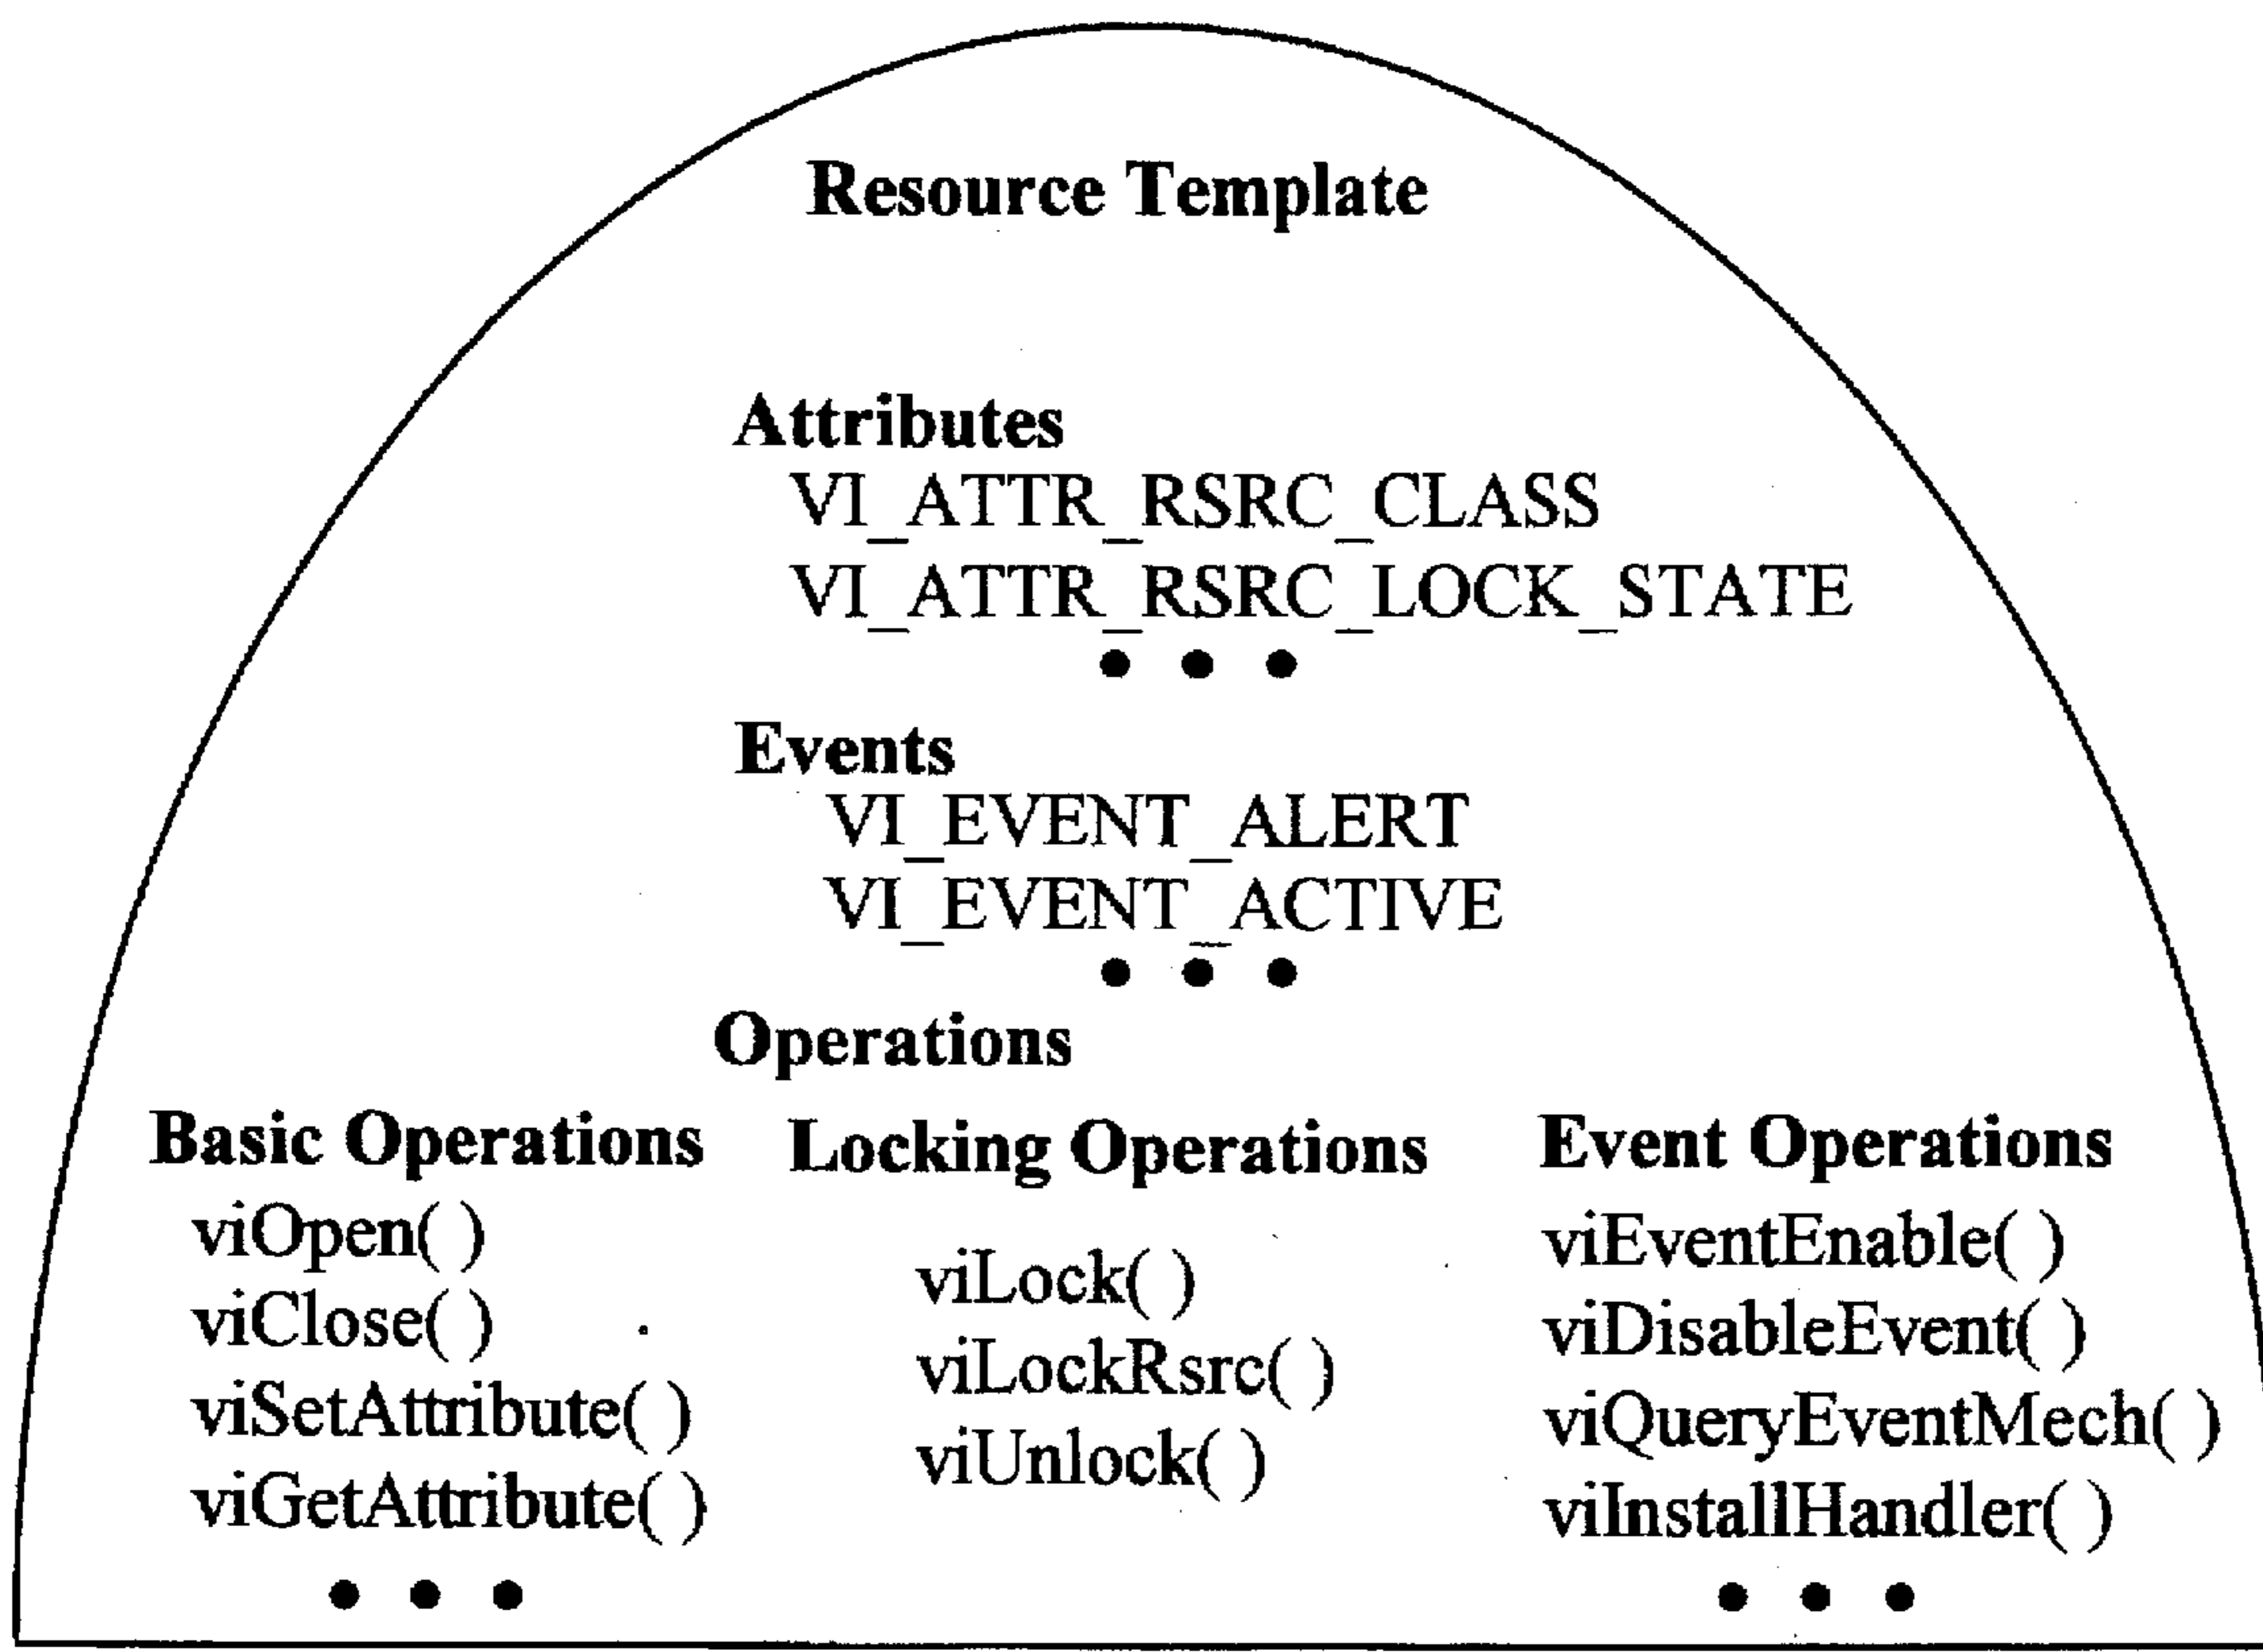 Resource Template
Attributes
VI_ATTR_RSRC_CLASS
VI_ATTR_RSRC_LOCK_STATE
• • •
Events
VI_EVENT_ALERT
VI_EVENT_ACTIVE
• • •
Operations
Basic Operations
viOpen( )
viClose( )
viSetAttribute( )
viGetAttribute( )
• • •
Locking Operations
viLock( )
viLockRsrc( )
viUnlock( )
Event Operations
viEventEnable( )
viDisableEvent( )
viQueryEventMech( )
viInstallHandler( )
• • •